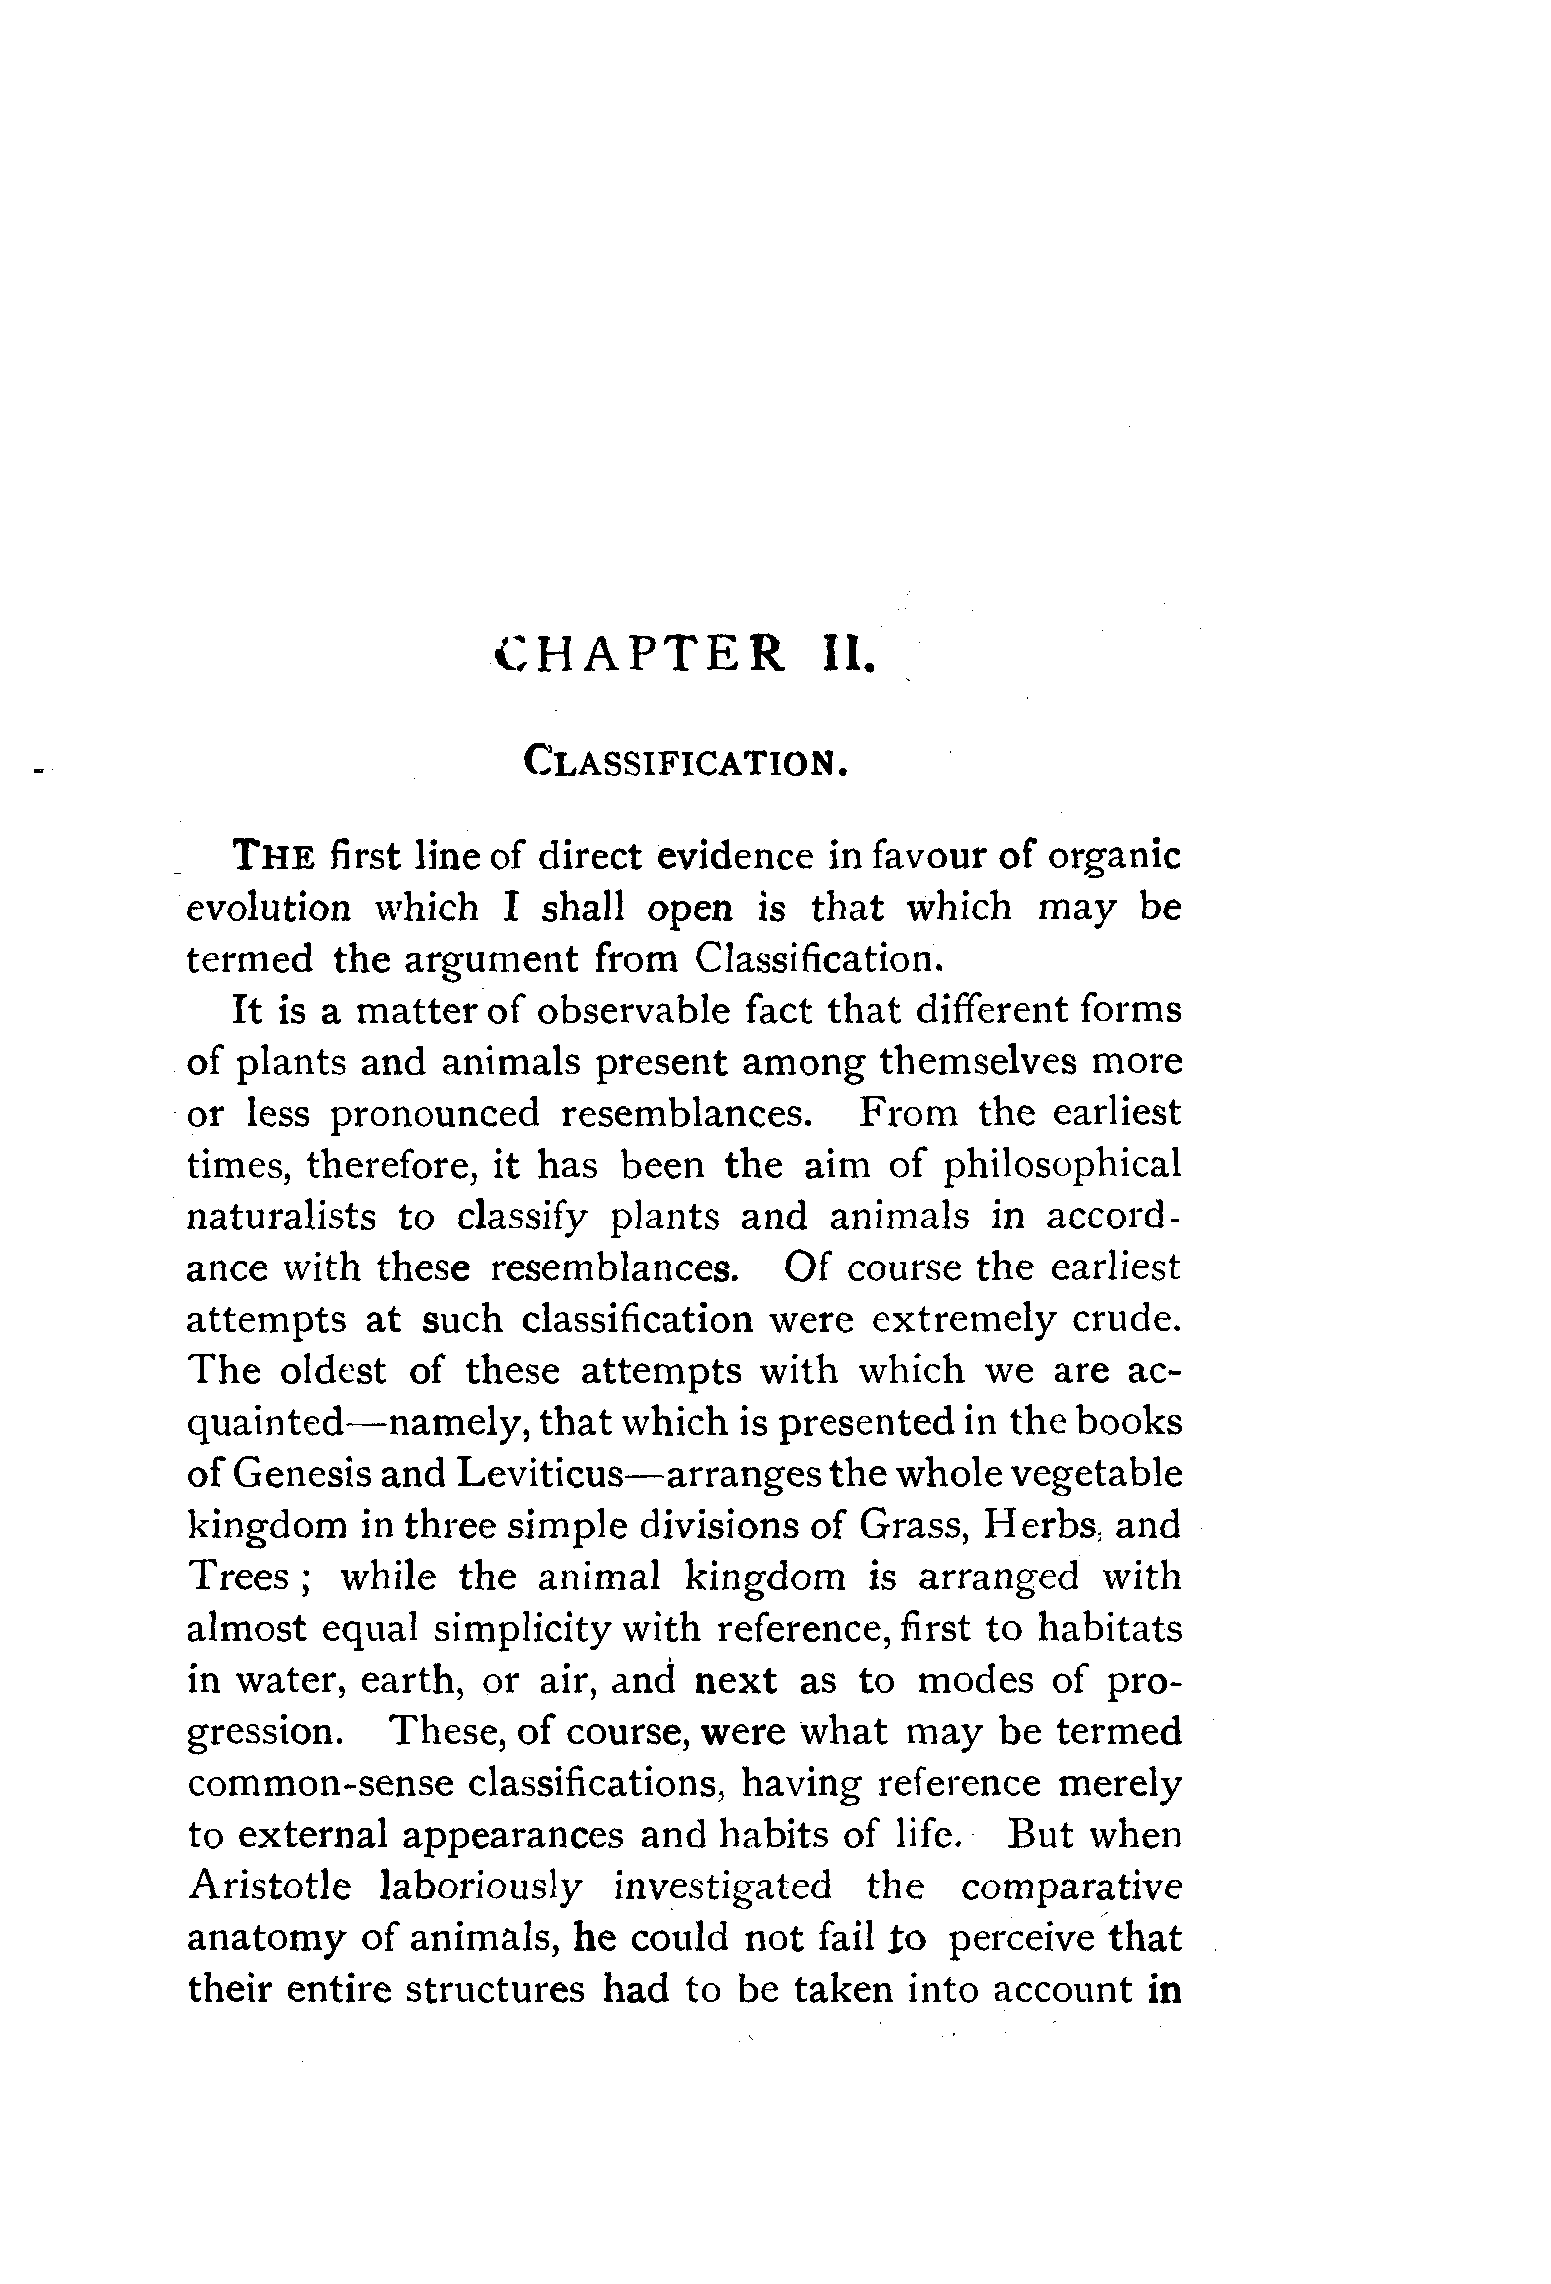 CHAPTER II.
CLASSIFICATION.
THE first line of direct evidence in favour of organic
evolution which I shall open is that which may be
termed the argument from Classification.
It is a matter of observable fact that different forms
of plants and animals present among themselves more
or less pronounced resemblances. From the earliest
times, therefore, it has been the aim of philosophical
naturalists to classify plants and animals in accord-
ance with these resemblances. Of course the earliest
attempts at such classification were extremely crude.
The oldest of these attempts with which we are ac-
quainted—namely, that which is presented in the books
of Genesis and Leviticus—arranges the whole vegetable
kingdom in three simple divisions of Grass, Herbs, and
Trees ; while the animal kingdom is arranged with
almost equal simplicity with reference, first to habitats
in water, earth, or air, and next as to modes of pro-
gression. These, of course, were what may be termed
common-sense classifications, having reference merely
to external appearances and habits of life. But when
Aristotle laboriously investigated the comparative
anatomy of animals, he could not fail to perceive that
their entire structures had to be taken into account in